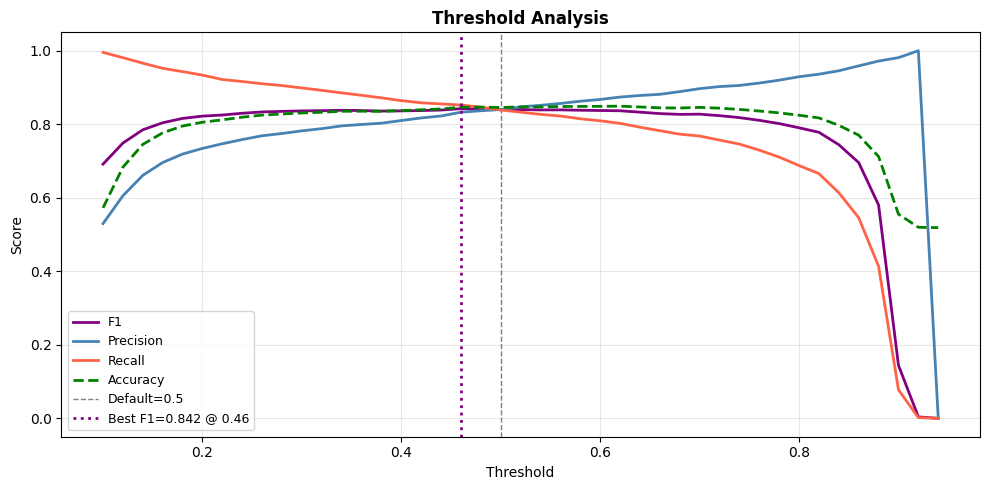 Threshold Analysis
Score
1.0
0.8
0.6
0.4
0.2
0.0
F1
Precision
Recall
Accuracy
Default=0.5
Best F1=0.842 @ 0.46
0.2
0.4
0.6
0.8
Threshold